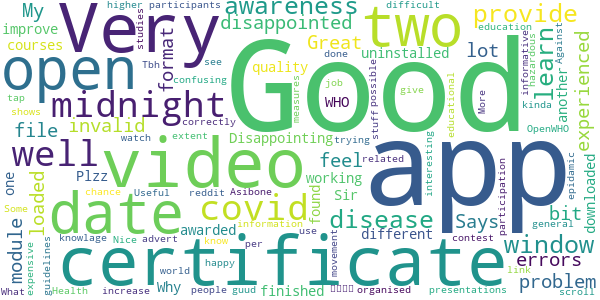 My
awareness
Very
two
provide
education
higher
participants
difficult
studies
improve
courses
disappointed
Great
uninstalled
lot
learn
hazardous
Against
another
informative
experienced
open
format
Tbh
confusing
see
quality
done
Good
tap
shows
midnight
WHO
job
possible
stuff
give
educational
More
kinda
OpenWHO
file
invalid
correctly
measures
extent
watch
Disappointing
trying
well
video
app
Plzz
feel
related
interesting
epidamic
downloaded
one
loaded
working
found
Sir
Useful
reddit
Asibone
chance
covid
disease
Says
bit
participation
module
date
knowlage
Nice
advert
awarded
information
per
use
different
contest
window
general
Some
guidelines
certificate
know
movement
errors
link
expensive
world
happy
Why
problem
What
Health
increase
people
guud
finished
organised
presentations
scroll